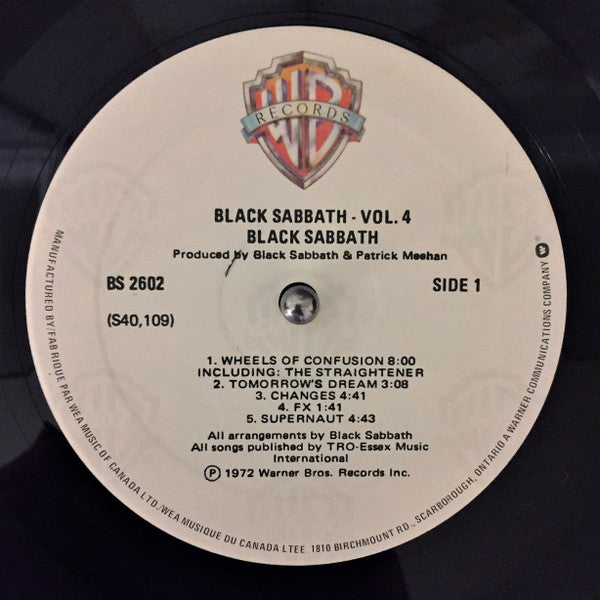 WB
RECORDS
BLACK SABBATH - VOL. 4
BLACK SABBATH
Produced by Black Sabbath & Patrick Meehan
BS 2602
SIDE 1
(S40,109)
1. WHEELS OF CONFUSION 8:00
INCLUDING: THE STRAIGHTENER
2. TOMORROW'S DREAM 3:08
3. CHANGES 4:41
4. FX 1:41
5. SUPERNAUT 4:43
All arrangements by Black Sabbath
All songs published by TRO-Essex Music
International
Ⓟ 1972 Warner Bros. Records Inc.
MANUFACTURED BY/FABRIQUE PAR WEA MUSIC OF CANADA LTD./WEA MUSIQUE DU CANADA LTEE 1810 BIRCHMOUNT RD., SCARBOROUGH, ONTARIO A WARNER COMMUNICATIONS COMPANY